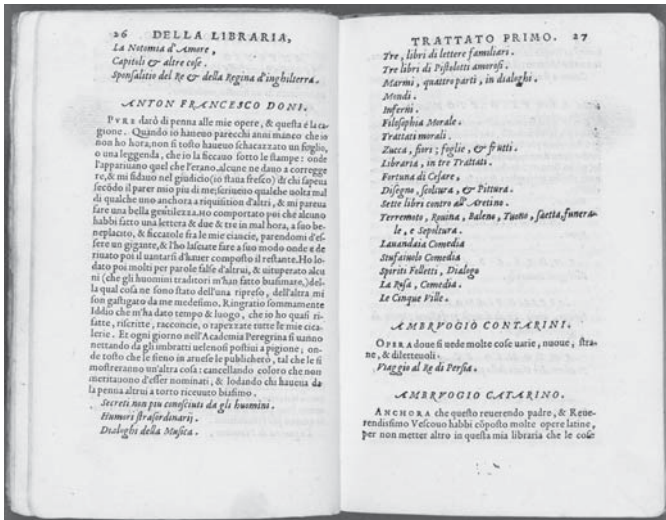 26 DELLA LIBRARIA,
La Notomia d'Amore,
Capitoli & altre cose.
Sponsalitio del Re & della Regina d'inghilterra.
ANTON FRANCESCO DONI.
PVRE darò di penna alle mie opere, & questa è la ca-
gione. Quando io haueuo parecchi anni manco che io
non ho hora, non si tosto haueuo schacazzato un foglio,
o una leggenda, che io la ficcauo sotto le stampe: onde
l'appariuano quel che l'erano. alcune ne dauo a corregge
re, & mi fidauo nel giudicio (io stauo fresco) di chi sapeua
secōdo il parer mio piu di me; scriueuo qualche uolta mal
di qualche uno anchora a riquisition d'altri, & mi pareua
fare una bella gentilezza. Ho comportato poi che alcuno
habbi fatto una lettera & due & tre in mal hora, a suo be-
neplacito, & ficcatole fra le mie ciancie, parendomi d'es-
sere un gigante, & l'ho lasciate fare a suo modo onde è de
riuato poi il uantarsi d'hauer composto il restante. Ho lo-
dato poi molti per parole false d'altrui, & uituperato alcu
ni (che gli huomini traditori m'han fatto biasimare,) del-
la qual cosa ne sono stato dell'una ripreso, dell'altra mi
son gastigato da me medesimo. Ringratio sommamente
Iddio che m'ha dato tempo & luogo, che io ho quasi ri-
fatte, riscritte, racconcie, o rapezzate tutte le mie cica-
lerie. Et ogni giorno nell'Academia Peregrina si uanno
nettando da gli imbratti uelenosi postiui a pigione; on-
de tosto che le sieno in arnese le publicherò, tal che le si
mostreranno un'altra cosa: cancellando coloro che non
meritauono d'esser nominati, & lodando chi haueua da
la penna altrui a torto riceuuto biasimo.
Secreti non piu conosciuti da gli huomini.
Humori strasordinarij.
Dialoghi della Musica.
TRATTATO PRIMO. 27
Tre, libri di lettere familiari.
Tre libri di Pistolotti amorosi.
Marmi, quattro parti, in dialoghi.
Mondi.
Inferni.
Filosophia Morale.
Trattati morali.
Zucca, fiori; foglie, & frutti.
Libraria, in tre Trattati.
Fortuna di Cesare,
Disegno, scoltura, & Pittura.
Sette libri contro all'Aretino.
Terremoto, Rouina, Baleno, Tuono, saetta, funera-
le, e Sepoltura.
Lauandaia Comedia
Stufaiuolo Comedia
Spiriti Folletti, Dialogo
La Rosa, Comedia.
Le Cinque Ville.
AMBRVOGIO CONTARINI.
OPERA doue si uede molte cose uarie, nuoue, stra
ne, & diletteuoli.
Viaggio al Re di Persia.
AMBRVOGIO CATARINO.
ANCHORA che questo reuerendo padre, & Reue-
rendissimo Vescouo habbi cōposto molte opere latine,
per non metter altro in questa mia libraria che le cose